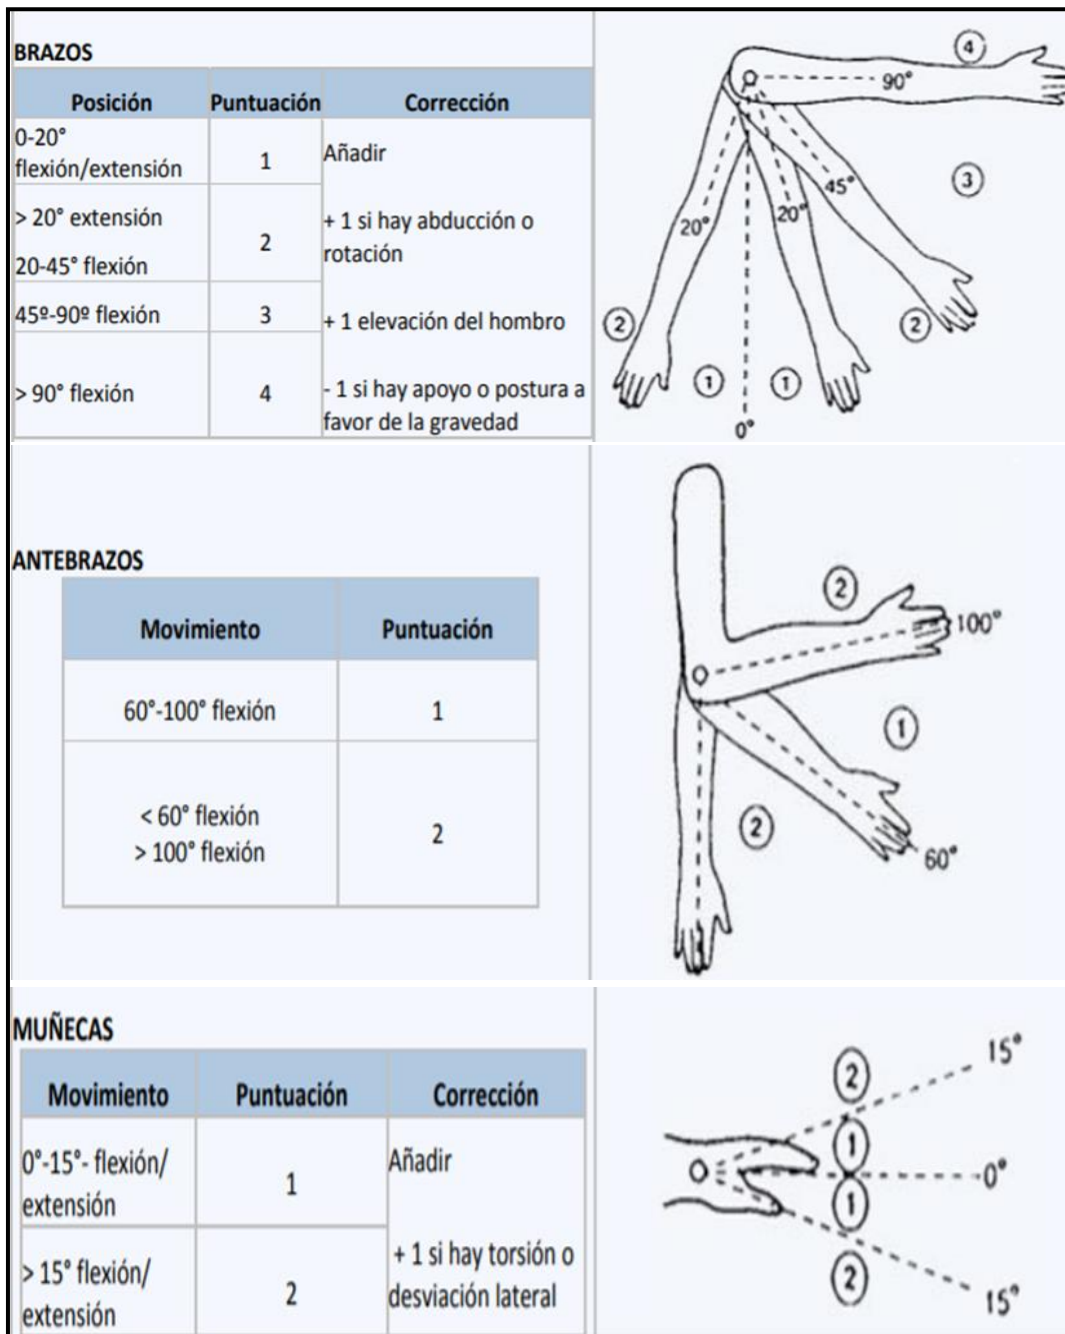 BRAZOS
Posición Puntuación Corrección
0-20°
flexión/extensión
1
Añadir
> 20° extensión
20-45° flexión
2
+ 1 si hay abducción o
rotación
45º-90º flexión
3
+ 1 elevación del hombro
> 90° flexión
4
- 1 si hay apoyo o postura a
favor de la gravedad
4
90°
3
45°
20°
20°
2
2
1
1
0°
ANTEBRAZOS
Movimiento Puntuación
60°-100° flexión 1
< 60° flexión
> 100° flexión
2
2
100°
1
2
60°
MUÑECAS
Movimiento Puntuación Corrección
0°-15°- flexión/
extensión
1
Añadir
> 15° flexión/
extensión
2
+ 1 si hay torsión o
desviación lateral
15°
2
1
0°
1
2
15°